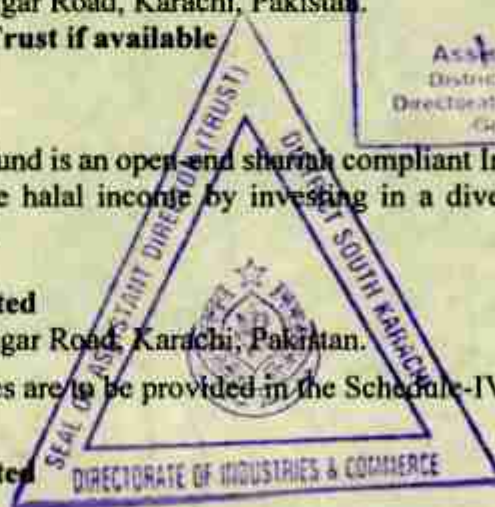 gar Road, Karachi, Pakistan.
Trust if available
Ass
Distric
Directorat
G
und is an open-end shariah compliant In
e halal income by investing in a dive
ted
gar Road, Karachi, Pakistan.
es are to be provided in the Schedule-IV
ted
SEAL OF ASSISTANT DIRECTOR (TRUST)
DISTRICT SOUTH KARACHI
DIRECTORATE OF INDUSTRIES & COMMERCE